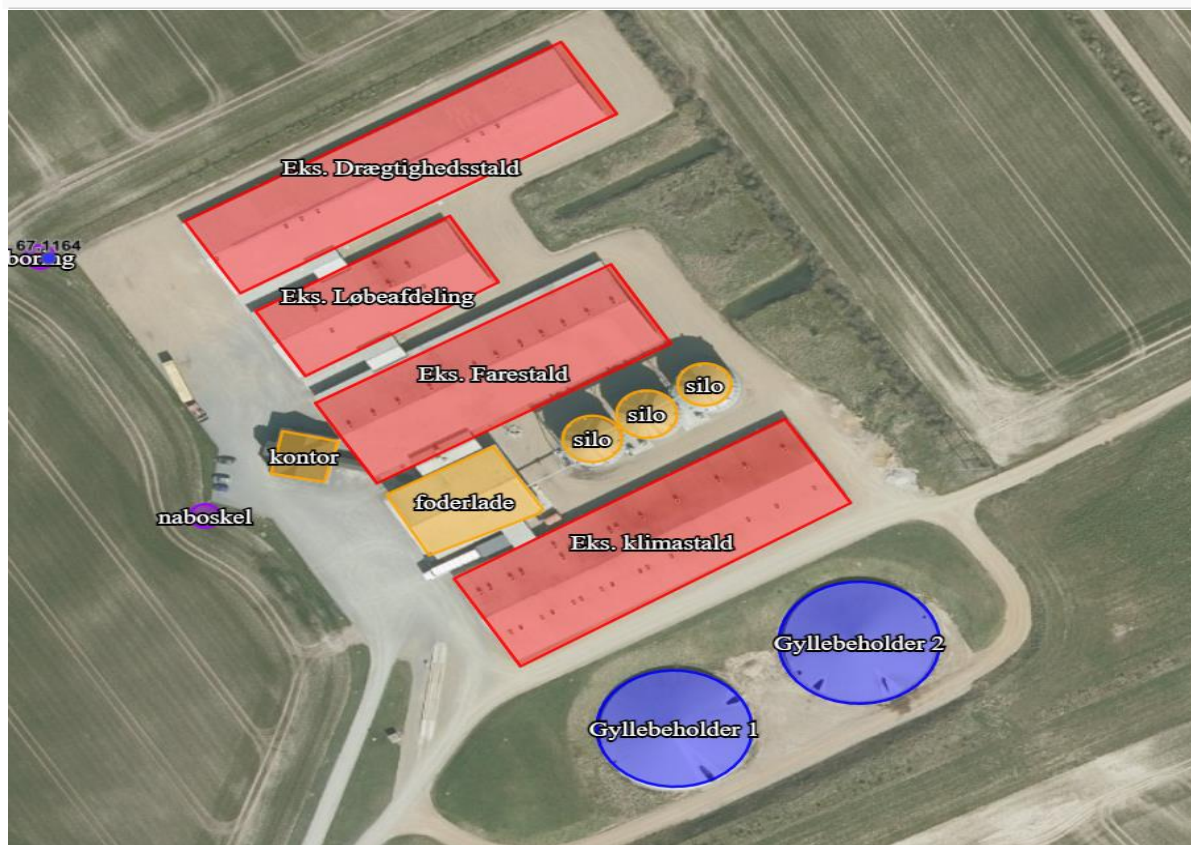 Eks. Drægtighedsstald
67.1164
boring
Eks. Løbeafdeling
Eks. Farestald
silo
silo
silo
kontor
foderlade
naboskel
Eks. klimastald
Gyllebeholder 2
Gyllebeholder 1